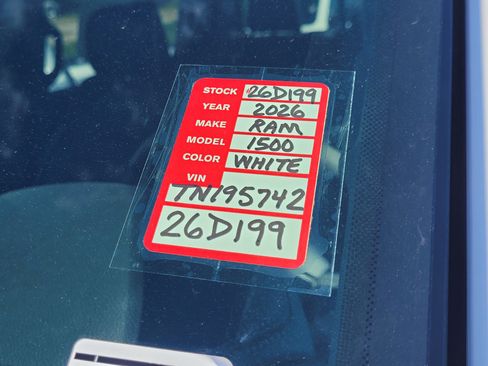 STOCK 26D199
YEAR 2026
MAKE RAM
MODEL 1500
COLOR WHITE
VIN
TN195742
26D199